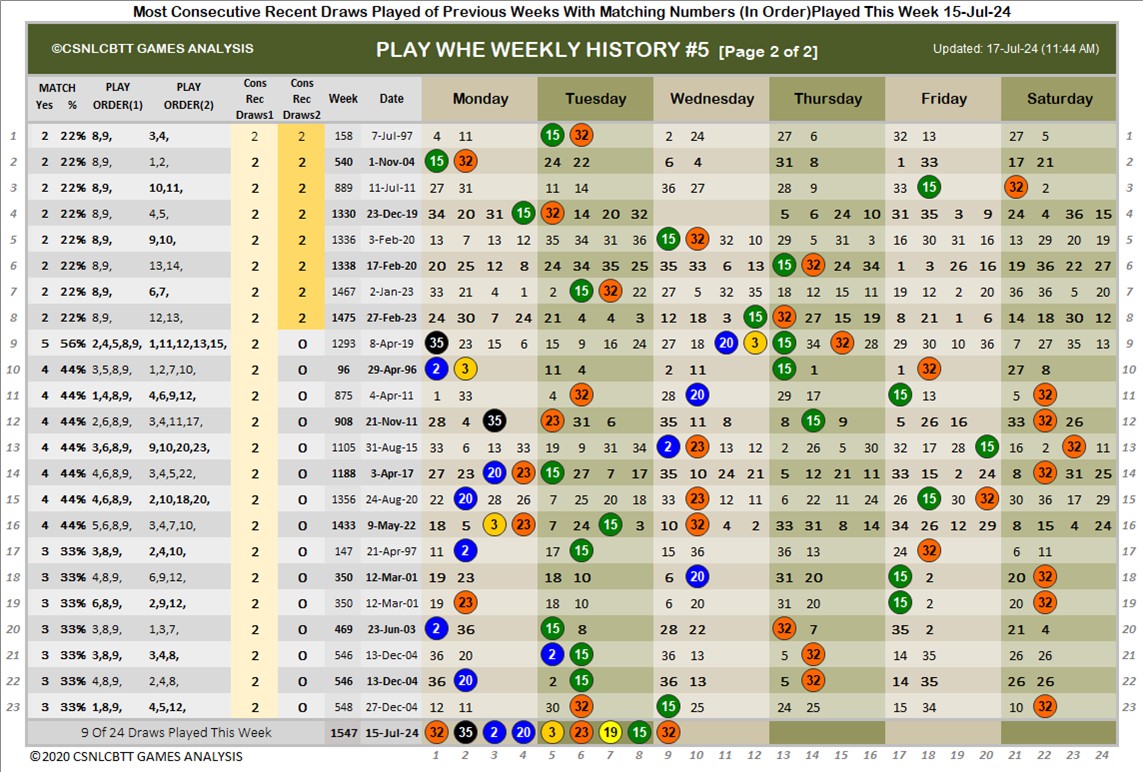 Most Consecutive Recent Draws Played of Previous Weeks With Matching Numbers (In Order)Played This Week 15-Jul-24
©CSNLCBTT GAMES ANALYSIS PLAY WHE WEEKLY HISTORY #5 [Page 2 of 2] Updated: 17-Jul-24 (11:44 AM)
MATCH PLAY PLAY Cons Cons
Yes % ORDER(1) ORDER(2) Rec Rec Week Date Monday Tuesday Wednesday Thursday Friday Saturday
Draws1 Draws2
1 2 22% 8,9, 3,4, 2 2 158 7-Jul-97 4 11 15 32 2 24 27 6 32 13 27 5 1
2 2 22% 8,9, 1,2, 2 2 540 1-Nov-04 15 32 24 22 6 4 31 8 1 33 17 21 2
3 2 22% 8,9, 10,11, 2 2 889 11-Jul-11 27 31 11 14 36 27 28 9 33 15 32 2 3
4 2 22% 8,9, 4,5, 2 2 1330 23-Dec-19 34 20 31 15 32 14 20 32 5 6 24 10 31 35 3 9 24 4 36 15 4
5 2 22% 8,9, 9,10, 2 2 1336 3-Feb-20 13 7 13 12 35 34 31 36 15 32 32 10 29 5 31 3 16 30 31 16 13 29 20 19 5
6 2 22% 8,9, 13,14, 2 2 1338 17-Feb-20 20 25 12 8 24 34 35 25 35 33 6 13 15 32 24 34 1 3 26 16 19 36 22 27 6
7 2 22% 8,9, 6,7, 2 2 1467 2-Jan-23 33 21 4 1 2 15 32 22 27 5 32 35 18 12 15 11 19 12 2 20 36 35 5 20 7
8 2 22% 8,9, 12,13, 2 2 1475 27-Feb-23 24 30 7 24 21 4 4 3 12 18 3 15 32 27 15 19 8 21 1 6 14 18 30 12 8
9 5 56% 2,4,5,8,9, 1,11,12,13,15, 2 0 1293 8-Apr-19 35 23 15 6 15 9 16 24 27 18 20 3 15 34 32 28 29 30 10 36 7 27 35 13 9
10 4 44% 3,5,8,9, 1,2,7,10, 2 0 96 29-Apr-96 2 3 11 4 2 11 15 1 1 32 27 8 10
11 4 44% 1,4,8,9, 4,6,9,12, 2 0 875 4-Apr-11 1 33 4 32 28 20 29 17 15 13 5 32 11
12 4 44% 2,6,8,9, 3,4,11,17, 2 0 908 21-Nov-11 28 4 35 23 31 6 35 11 8 8 15 9 5 26 16 33 32 26 12
13 4 44% 3,6,8,9, 9,10,20,23, 2 0 1105 31-Aug-15 33 6 13 33 19 9 31 34 2 23 13 12 2 26 5 30 32 17 28 15 16 2 32 11 13
14 4 44% 4,6,8,9, 3,4,5,22, 2 0 1188 3-Apr-17 27 23 20 23 15 27 7 17 35 10 24 21 5 12 21 11 33 15 2 24 8 32 31 25 14
15 4 44% 4,6,8,9, 2,10,18,20, 2 0 1356 24-Aug-20 22 20 28 26 7 25 20 18 33 23 12 11 6 22 11 24 26 15 30 32 30 36 17 29 15
16 4 44% 5,6,8,9, 3,4,7,10, 2 0 1433 9-May-22 18 5 3 23 7 24 15 3 10 32 4 2 33 31 8 14 34 26 12 29 8 15 4 24 16
17 3 33% 3,8,9, 2,4,10, 2 0 147 21-Apr-97 11 2 17 15 15 36 36 13 24 32 6 11 17
18 3 33% 4,8,9, 6,9,12, 2 0 350 12-Mar-01 19 23 18 10 6 20 31 20 15 2 20 32 18
19 3 33% 6,8,9, 2,9,12, 2 0 350 12-Mar-01 19 23 18 10 6 20 31 20 15 2 20 32 19
20 3 33% 3,8,9, 1,3,7, 2 0 469 23-Jun-03 2 36 15 8 28 22 32 7 35 2 21 4 20
21 3 33% 3,8,9, 3,4,8, 2 0 546 13-Dec-04 36 20 2 15 36 13 5 32 14 35 26 26 21
22 3 33% 4,8,9, 2,4,8, 2 0 546 13-Dec-04 36 20 2 15 36 13 5 32 14 35 26 26 22
23 3 33% 1,8,9, 4,5,12, 2 0 548 27-Dec-04 12 11 30 32 15 25 24 25 15 34 10 32 23
9 Of 24 Draws Played This Week 1547 15-Jul-24 32 35 2 20 3 23 19 15 32
©2020 CSNLCBTT GAMES ANALYSIS 1 2 3 4 5 6 7 8 9 10 11 12 13 14 15 16 17 18 19 20 21 22 23 24